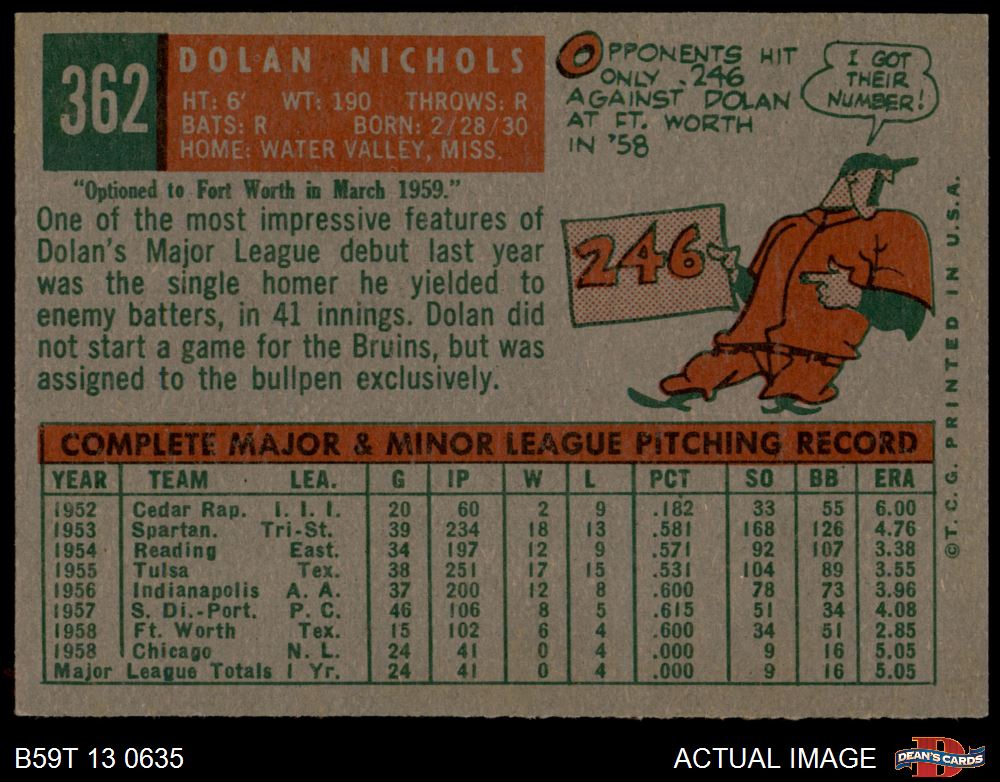 362
DOLAN NICHOLS
HT: 6' WT: 190 THROWS: R
BATS: R BORN: 2/28/30
HOME: WATER VALLEY, MISS.
"Optioned to Fort Worth in March 1959."
One of the most impressive features of
Dolan's Major League debut last year
was the single homer he yielded to
enemy batters, in 41 innings. Dolan did
not start a game for the Bruins, but was
assigned to the bullpen exclusively.
OPPONENTS HIT
ONLY .246
AGAINST DOLAN
AT FT. WORTH
IN '58
I GOT
THEIR
NUMBER!
246
©T. C. G. PRINTED IN U.S.A.
COMPLETE MAJOR & MINOR LEAGUE PITCHING RECORD
YEAR TEAM LEA. G IP W L PCT SO BB ERA
1952 Cedar Rap. I. I. I. 20 60 2 9 .182 33 55 6.00
1953 Spartan. Tri-St. 39 234 18 13 .581 168 126 4.76
1954 Reading East. 34 197 12 9 .571 92 107 3.38
1955 Tulsa Tex. 38 251 17 15 .531 104 89 3.55
1956 Indianapolis A. A. 37 200 12 8 .600 78 73 3.96
1957 S. Di.-Port. P. C. 46 106 8 5 .615 51 34 4.08
1958 Ft. Worth Tex. 15 102 6 4 .600 34 51 2.85
1958 Chicago N. L. 24 41 0 4 .000 9 16 5.05
Major League Totals 1 Yr. 24 41 0 4 .000 9 16 5.05
B59T 13 0635
ACTUAL IMAGE
DEAN'S CARDS